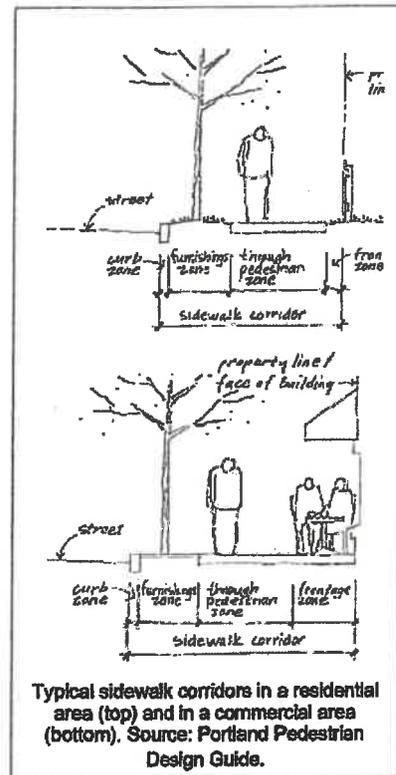 street
curb zone
furnishings zone
through pedestrian zone
zone
sidewalk corridor
property line/
face of building
street
curb zone
furnishings zone
through pedestrian zone
frontage zone
sidewalk corridor
Typical sidewalk corridors in a residential
area (top) and in a commercial area
(bottom). Source: Portland Pedestrian
Design Guide.